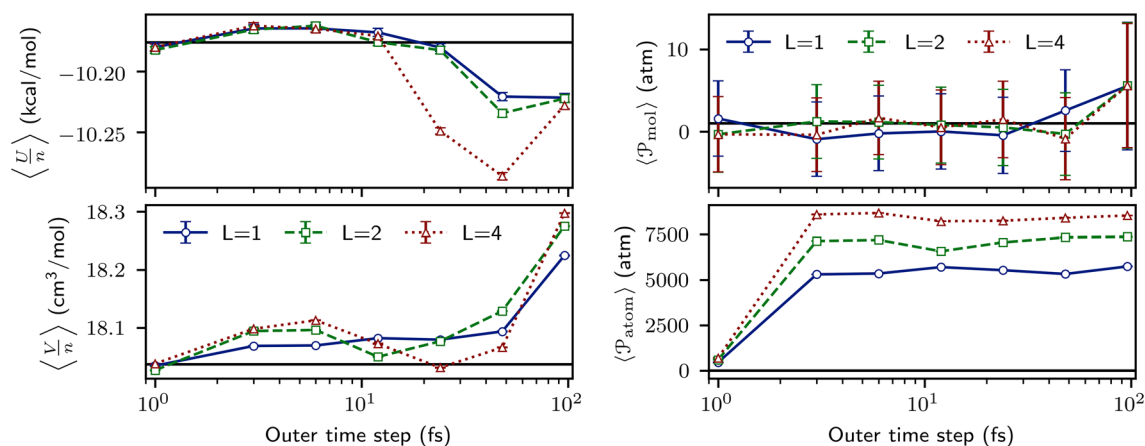 ⟨U/n⟩ (kcal/mol)
−10.20
−10.25
⟨𝒫mol⟩ (atm)
10
0
L=1 L=2 L=4
⟨V/n⟩ (cm³/mol)
18.3
18.2
18.1
L=1 L=2 L=4
10⁰ 10¹ 10²
Outer time step (fs)
⟨𝒫atom⟩ (atm)
7500
5000
2500
0
10⁰ 10¹ 10²
Outer time step (fs)